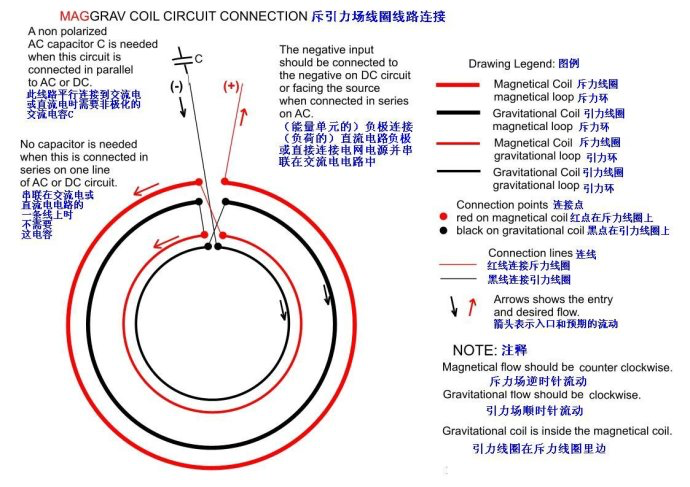 MAGGRAV COIL CIRCUIT CONNECTION 斥引力场线圈线路连接
A non polarized
AC capacitor C is needed
when this circuit is
connected in parallel
to AC or DC.
此线路平行连接到交流电
或直流电时需要非极化的
交流电容C
No capacitor is needed
when this is connected in
series on one line
of AC or DC circuit.
串联在交流电或
直流电电路的
一条线上时
不需要
这电容
C
(-)
(+)
The negative input
should be connected to
the negative on DC circuit
or facing the source
when connected in series
on AC.
(能量单元的)负极连接
(负荷的)直流电路负极
或直接连接电网电源并串
联在交流电电路中
Drawing Legend: 图例
Magnetical Coil 斥力线圈
magnetical loop 斥力环
Gravitational Coil 引力线圈
magnetical loop 斥力环
Magnetical Coil 斥力线圈
gravitational loop 引力环
Gravitational Coil 引力线圈
gravitational loop 引力环
Connection points 连接点
red on magnetical coil 红点在斥力线圈上
black on gravitational coil 黑点在引力线圈上
Connection lines 连线
红线连接斥力线圈
黑线连接引力线圈
Arrows shows the entry
and desired flow.
箭头表示入口和预期的流动
NOTE: 注释
Magnetical flow should be counter clockwise.
斥力场逆时针流动
Gravitational flow should be clockwise.
引力场顺时针流动
Gravitational coil is inside the magnetical coil.
引力线圈在斥力线圈里边